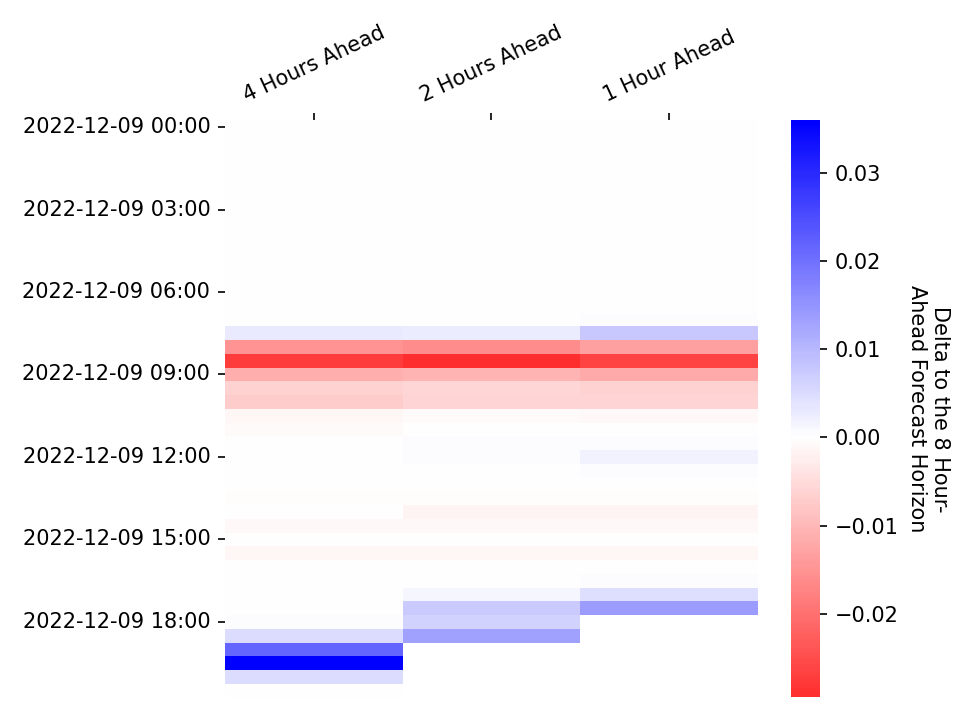 4 Hours Ahead
2 Hours Ahead
1 Hour Ahead
2022-12-09 00:00
2022-12-09 03:00
2022-12-09 06:00
2022-12-09 09:00
2022-12-09 12:00
2022-12-09 15:00
2022-12-09 18:00
0.03
0.02
0.01
0.00
−0.01
−0.02
Delta to the 8 Hour-
Ahead Forecast Horizon